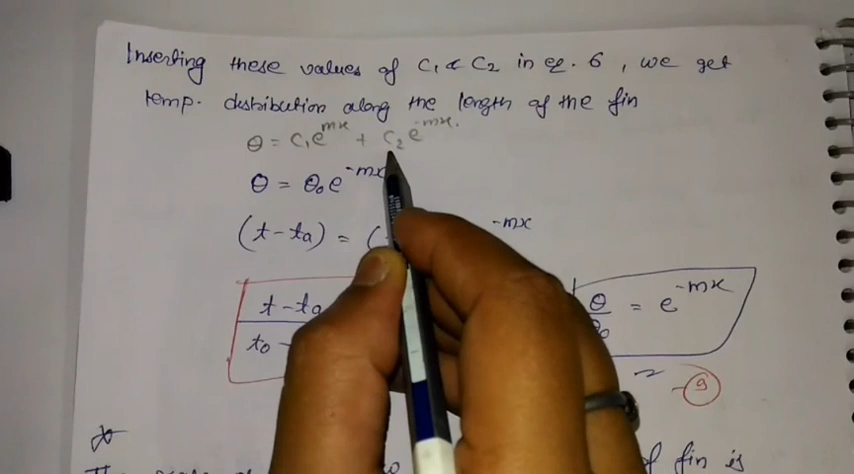 Inserting these values of C₁ & C₂ in eq. 6, we get
temp. distribution along the length of the fin
θ = C₁e^mx + C₂e^-mx.
θ = θ₀e^-mx
(t-ta) = ( -mx
t-ta
t₀ -
θ = e^-mx
- 9
of fin is